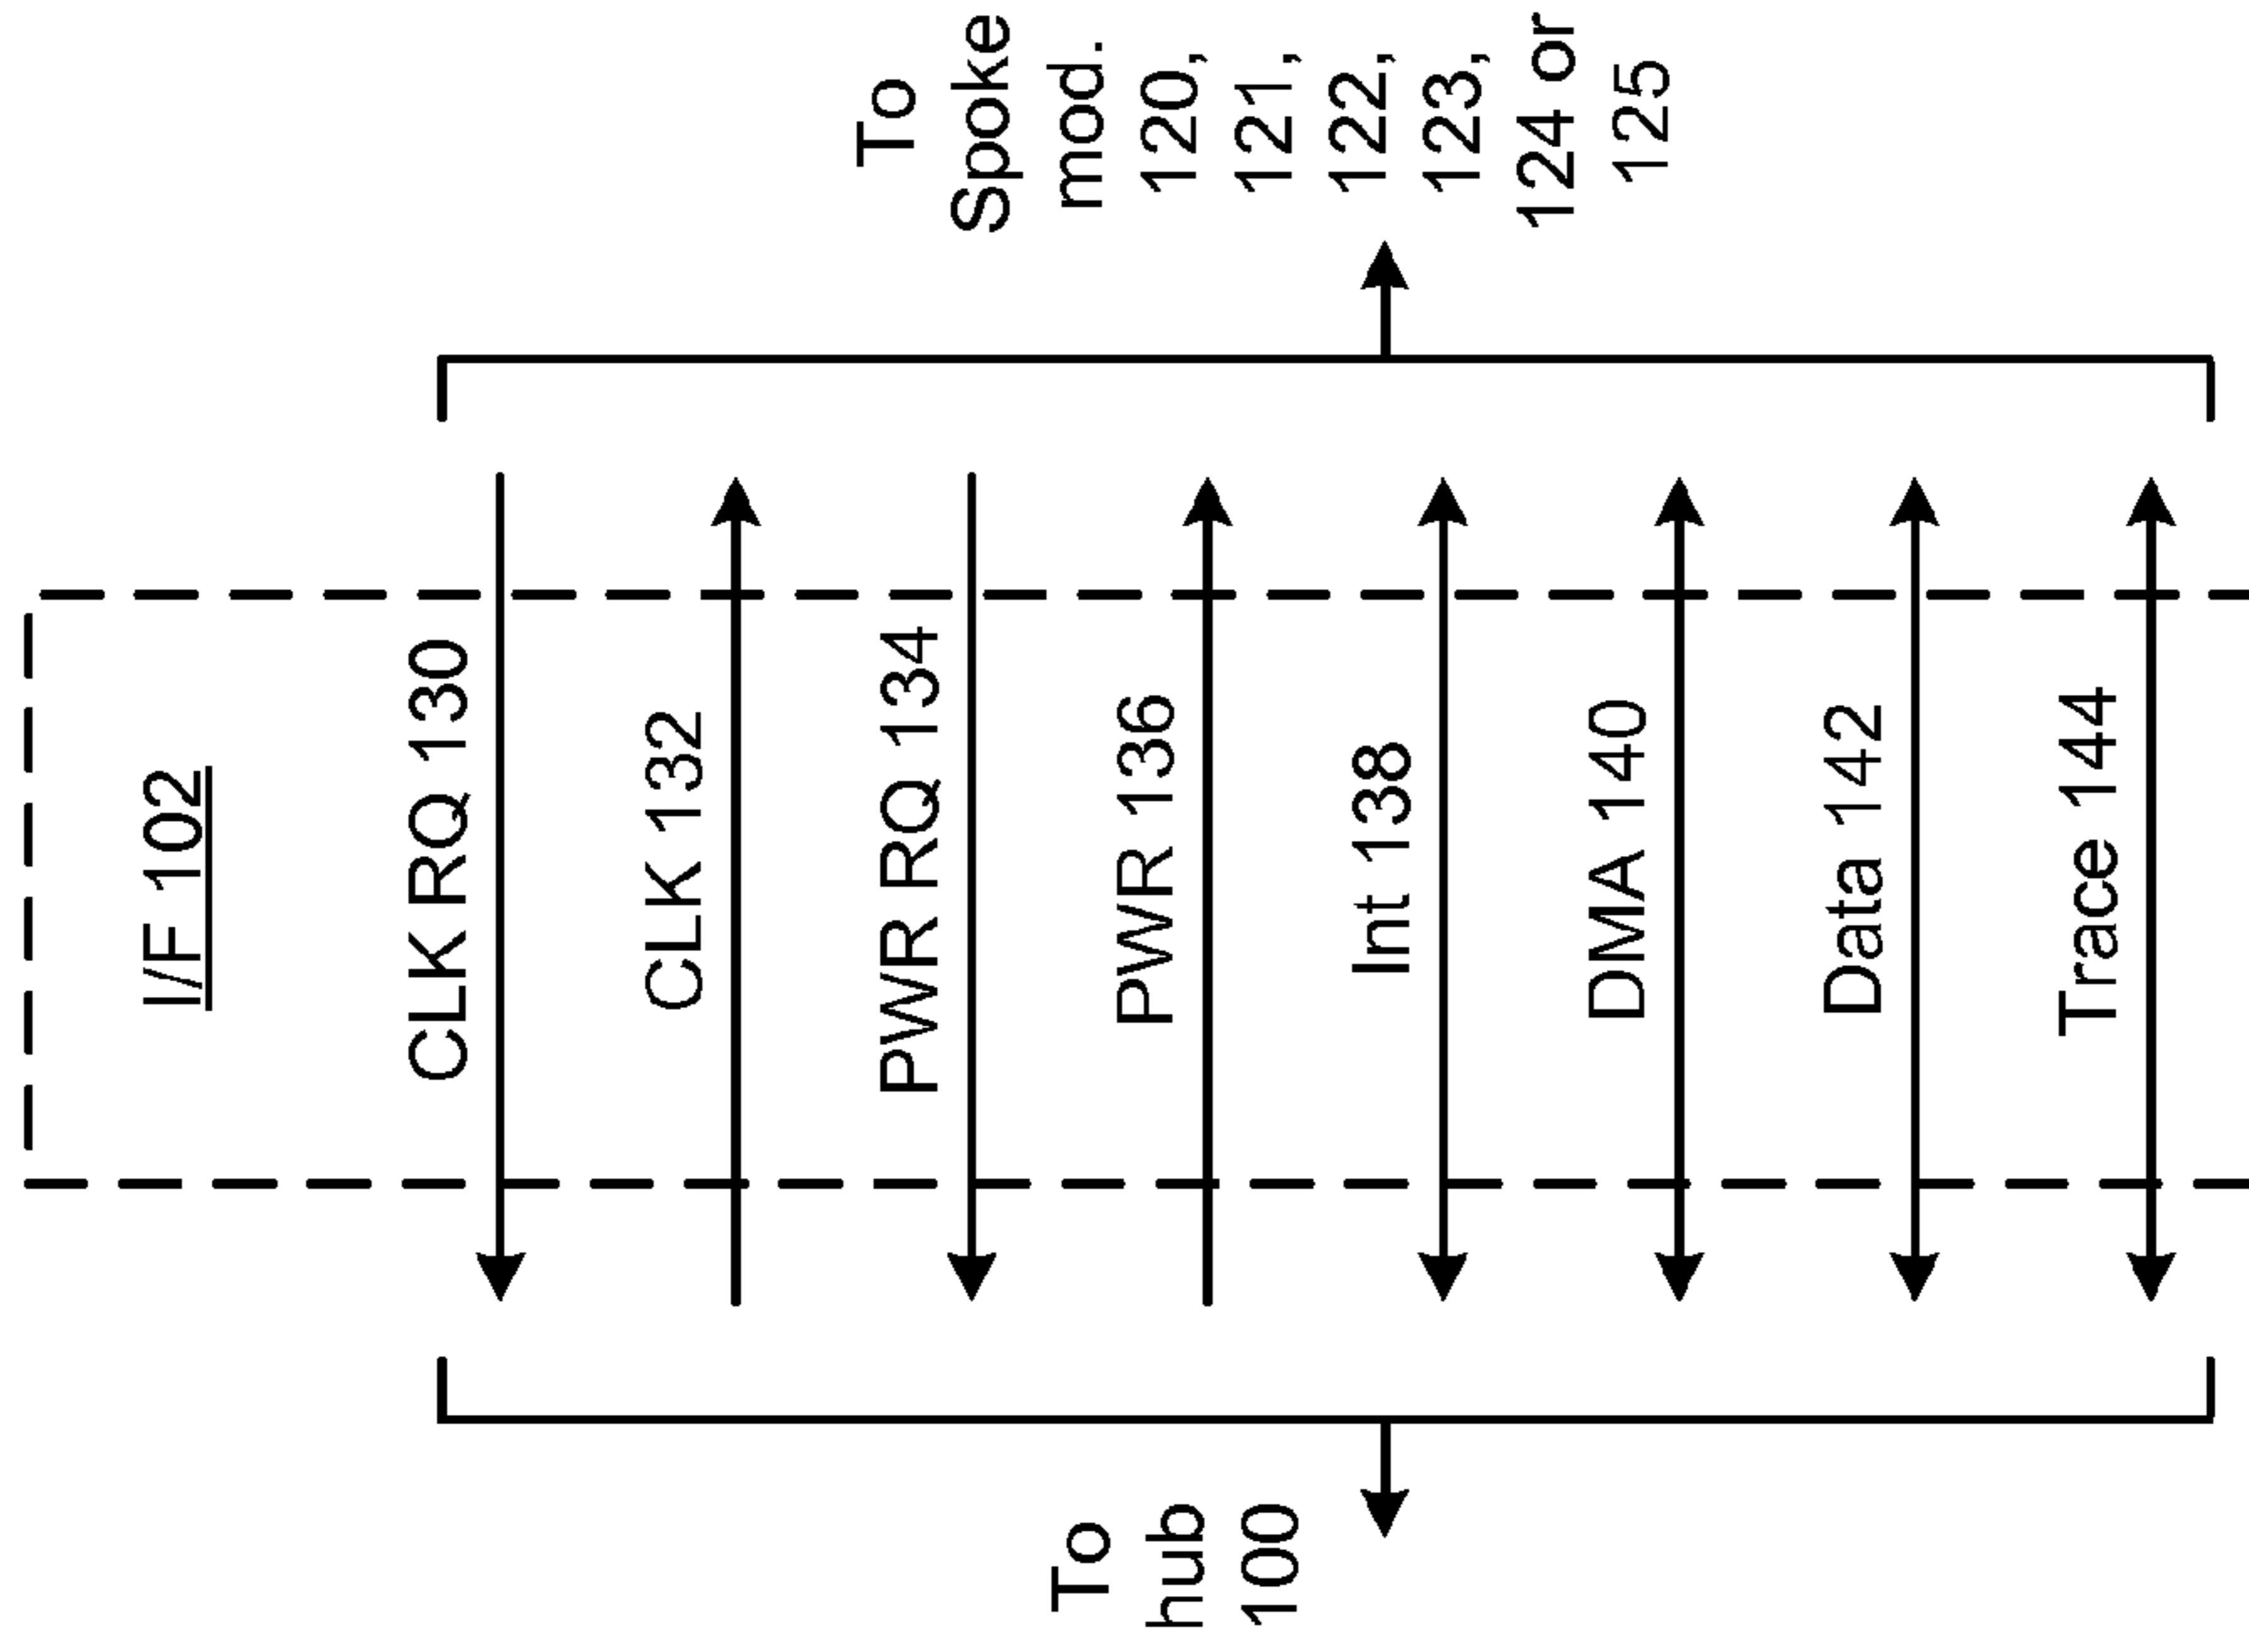 I/F 102
CLK RQ 130
CLK 132
PWR RQ 134
PWR 136
Int 138
DMA 140
Data 142
Trace 144
To
hub
100
To
Spoke
mod.
120,
121,
122,
123,
124 or
125